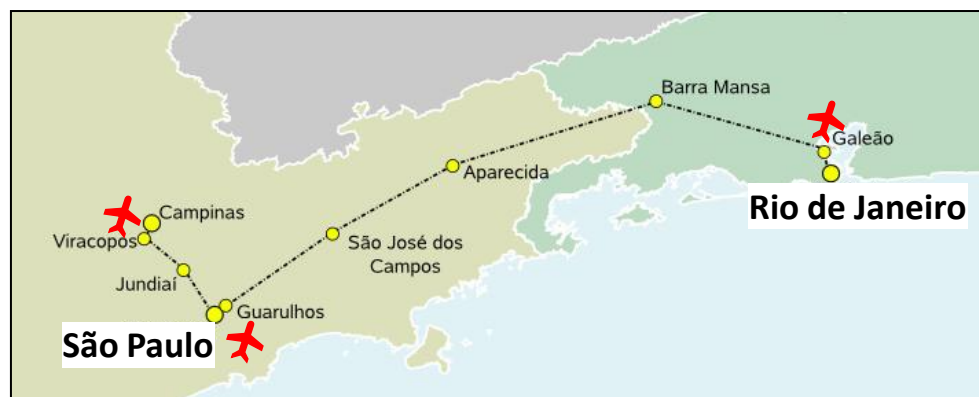 Barra Mansa
Galeão
Aparecida
Rio de Janeiro
Campinas
Viracopos
São José dos
Campos
Jundiaí
Guarulhos
São Paulo